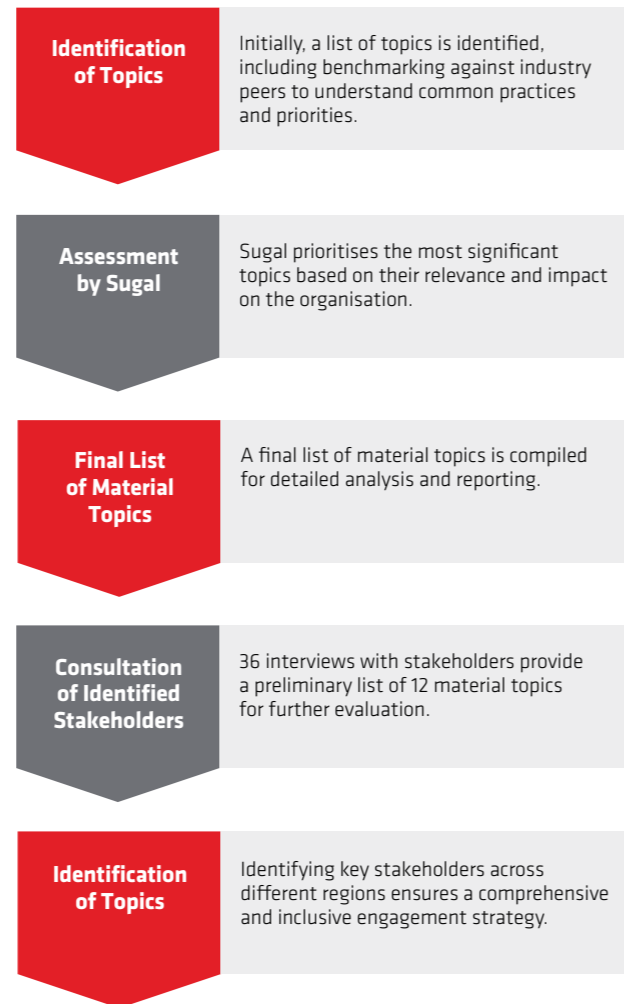 Identification
of Topics
Initially, a list of topics is identified,
including benchmarking against industry
peers to understand common practices
and priorities.
Assessment
by Sugal
Sugal prioritises the most significant
topics based on their relevance and impact
on the organisation.
Final List
of Material
Topics
A final list of material topics is compiled
for detailed analysis and reporting.
Consultation
of Identified
Stakeholders
36 interviews with stakeholders provide
a preliminary list of 12 material topics
for further evaluation.
Identification
of Topics
Identifying key stakeholders across
different regions ensures a comprehensive
and inclusive engagement strategy.